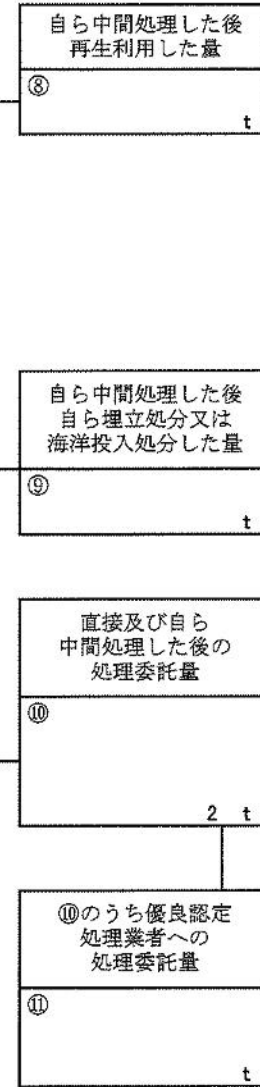 自ら中間処理した後
再生利用した量
⑧
t
自ら中間処理した後
自ら埋立処分又は
海洋投入処分した量
⑨
t
直接及び自ら
中間処理した後の
処理委託量
⑩
2 t
⑩のうち優良認定
処理業者への
処理委託量
⑪
t